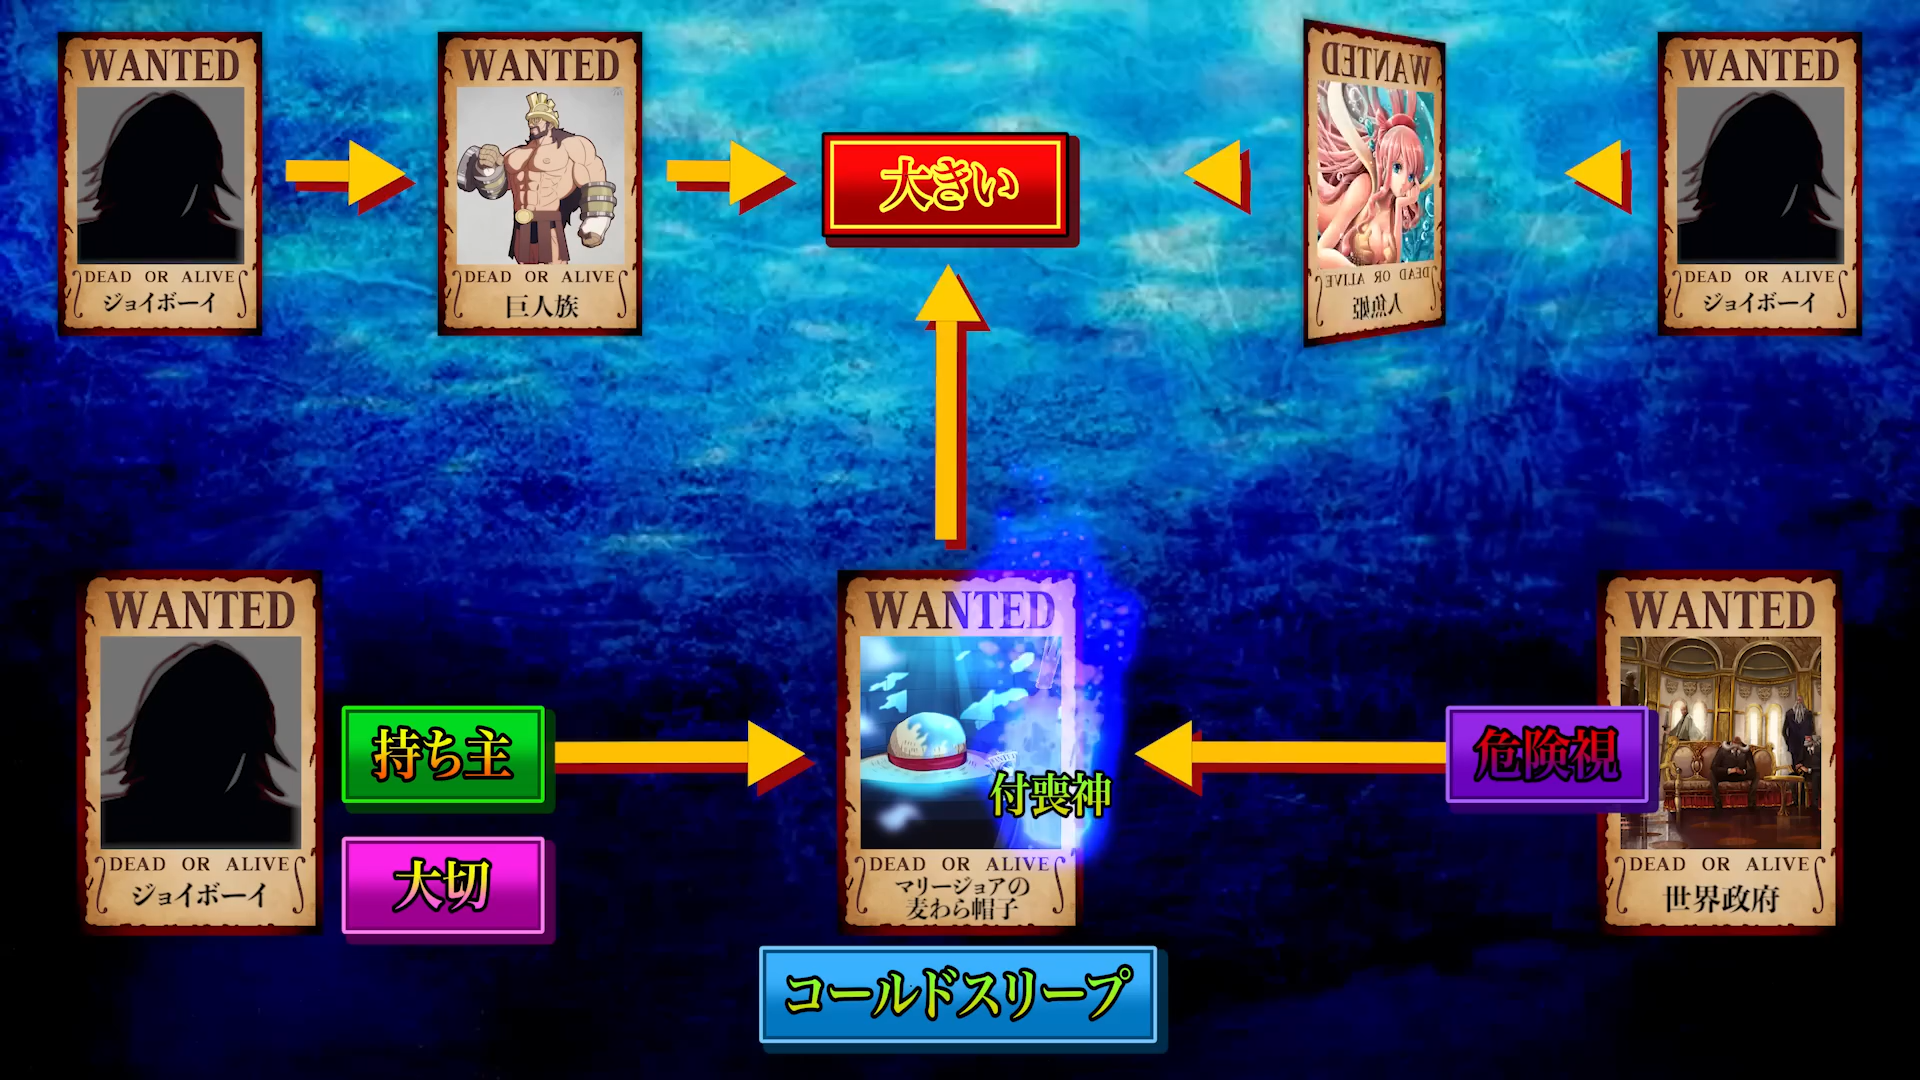 WANTED
DEAD OR ALIVE
ジョイボーイ
WANTED
DEAD OR ALIVE
巨人族
大きい
WANTED
DEAD OR ALIVE
人魚姫
WANTED
DEAD OR ALIVE
ジョイボーイ
WANTED
DEAD OR ALIVE
ジョイボーイ
持ち主
大切
WANTED
付喪神
DEAD OR ALIVE
マリージョアの
麦わら帽子
コールドスリープ
危険視
WANTED
DEAD OR ALIVE
世界政府